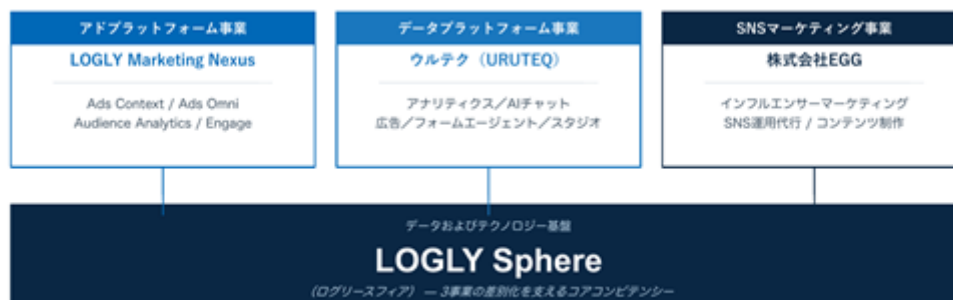 アドプラットフォーム事業
LOGLY Marketing Nexus
Ads Context / Ads Omni
Audience Analytics / Engage
データプラットフォーム事業
ウルテク（URUTEQ）
アナリティクス／AIチャット
広告／フォームエージェント／スタジオ
SNSマーケティング事業
株式会社EGG
インフルエンサーマーケティング
SNS運用代行 / コンテンツ制作
データおよびテクノロジー基盤
LOGLY Sphere
（ログリースフィア） — 3事業の差別化を支えるコアコンピテンシー